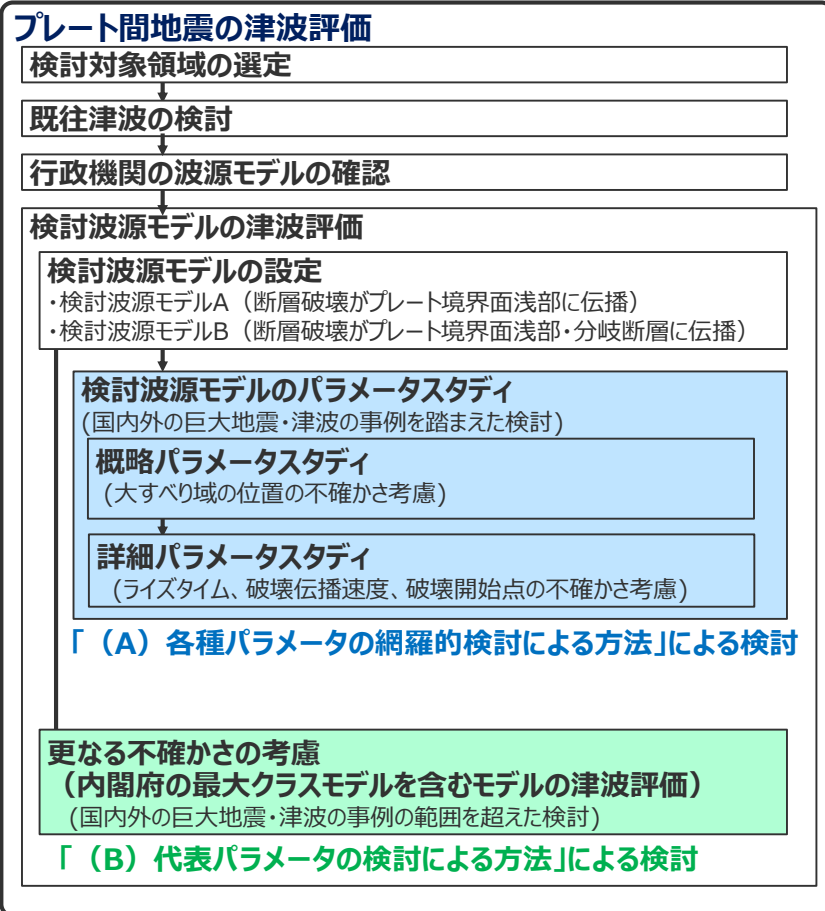 プレート間地震の津波評価
検討対象領域の選定
既往津波の検討
行政機関の波源モデルの確認
検討波源モデルの津波評価
検討波源モデルの設定
・検討波源モデルA（断層破壊がプレート境界面浅部に伝播）
・検討波源モデルB（断層破壊がプレート境界面浅部・分岐断層に伝播）
検討波源モデルのパラメータスタディ
(国内外の巨大地震・津波の事例を踏まえた検討)
概略パラメータスタディ
(大すべり域の位置の不確かさ考慮)
詳細パラメータスタディ
(ライズタイム、破壊伝播速度、破壊開始点の不確かさ考慮)
「（A）各種パラメータの網羅的検討による方法」による検討
更なる不確かさの考慮
（内閣府の最大クラスモデルを含むモデルの津波評価）
(国内外の巨大地震・津波の事例の範囲を超えた検討)
「（B）代表パラメータの検討による方法」による検討